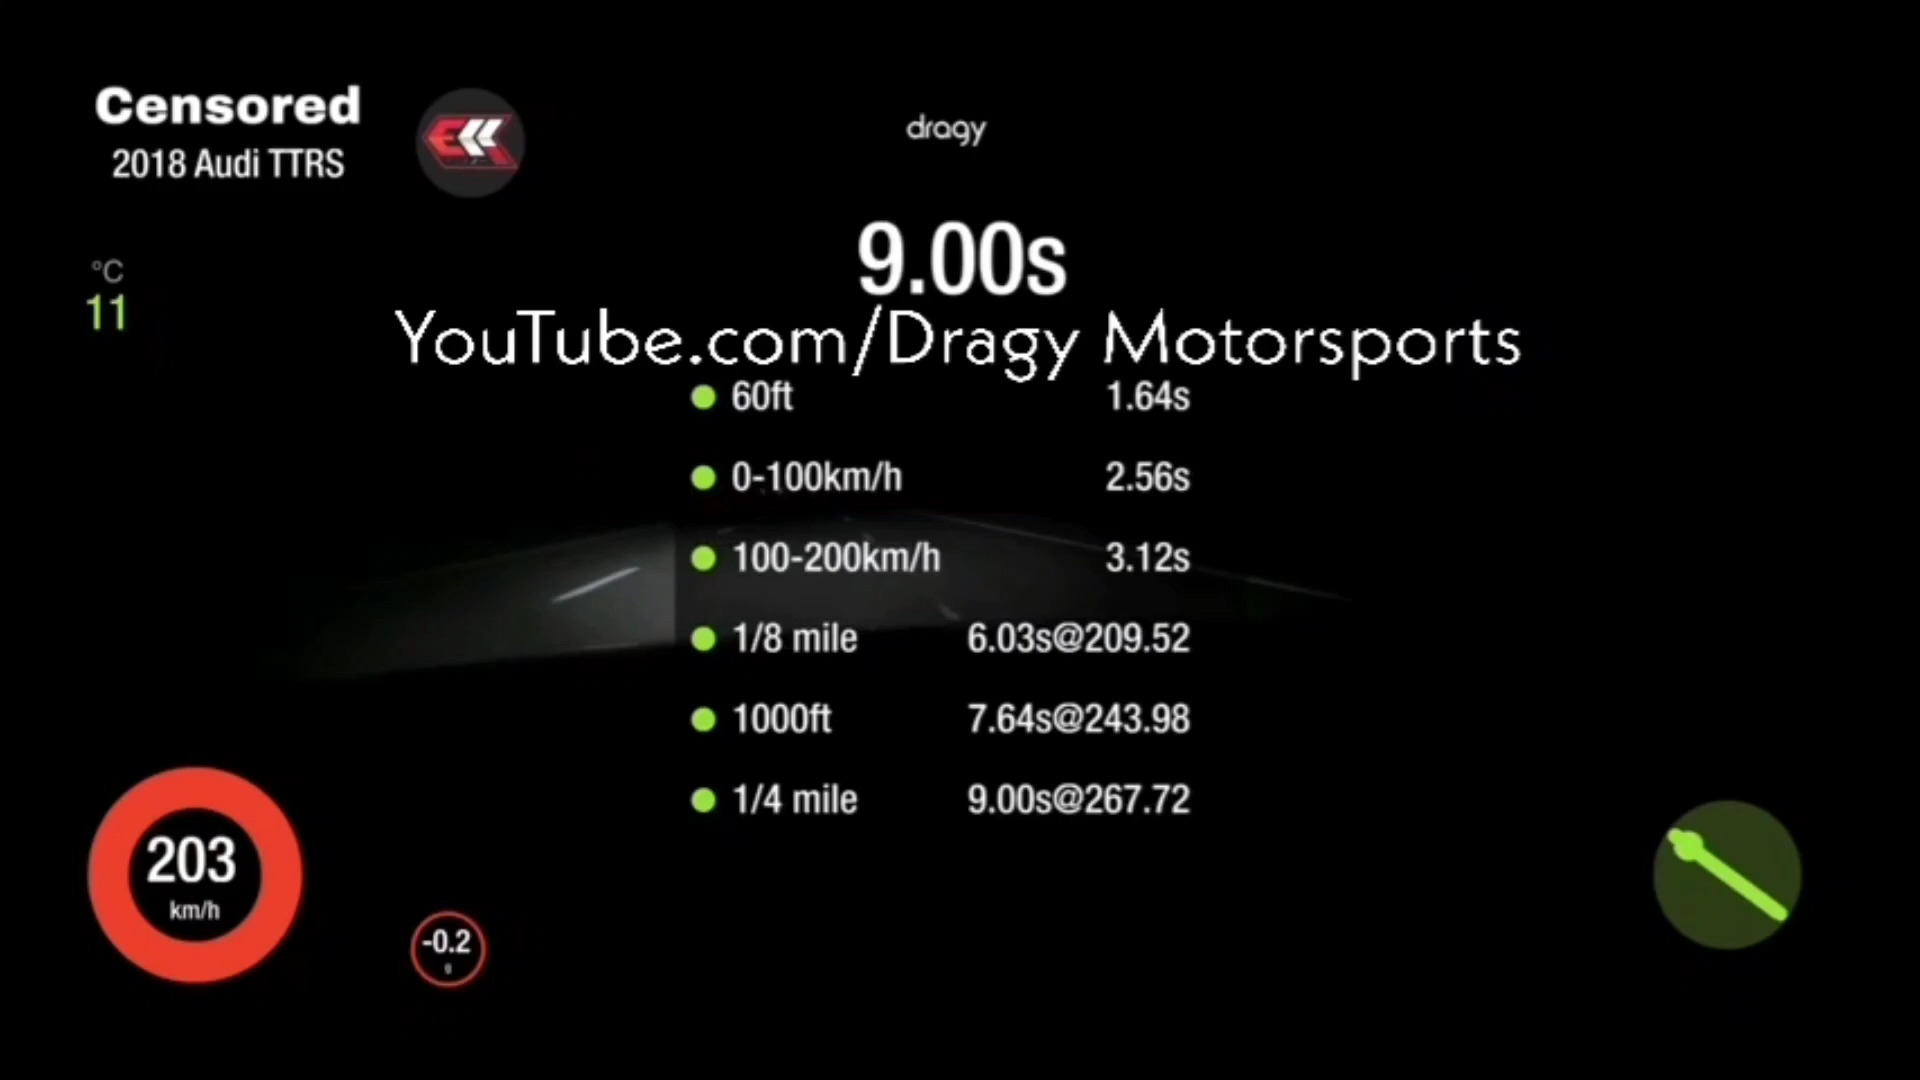 Censored
2018 Audi TTRS
dragy
°C
11
9.00s
YouTube.com/Dragy Motorsports
60ft 1.64s
0-100km/h 2.56s
100-200km/h 3.12s
1/8 mile 6.03s@209.52
1000ft 7.64s@243.98
1/4 mile 9.00s@267.72
203
km/h
-0.2
g